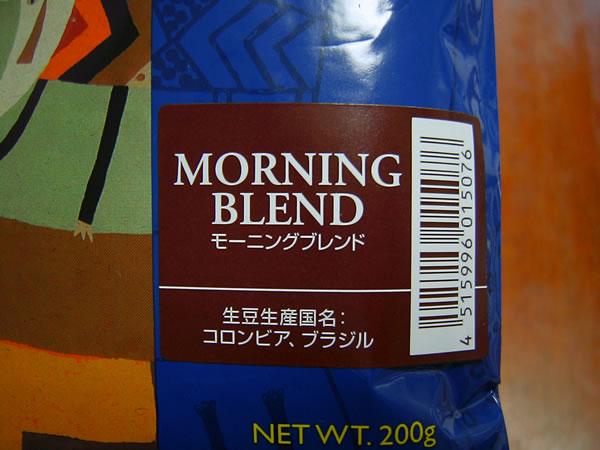 MORNING
BLEND
モーニングブレンド
生豆生産国名:
コロンビア、ブラジル
4 515996 015076
NET WT. 200g